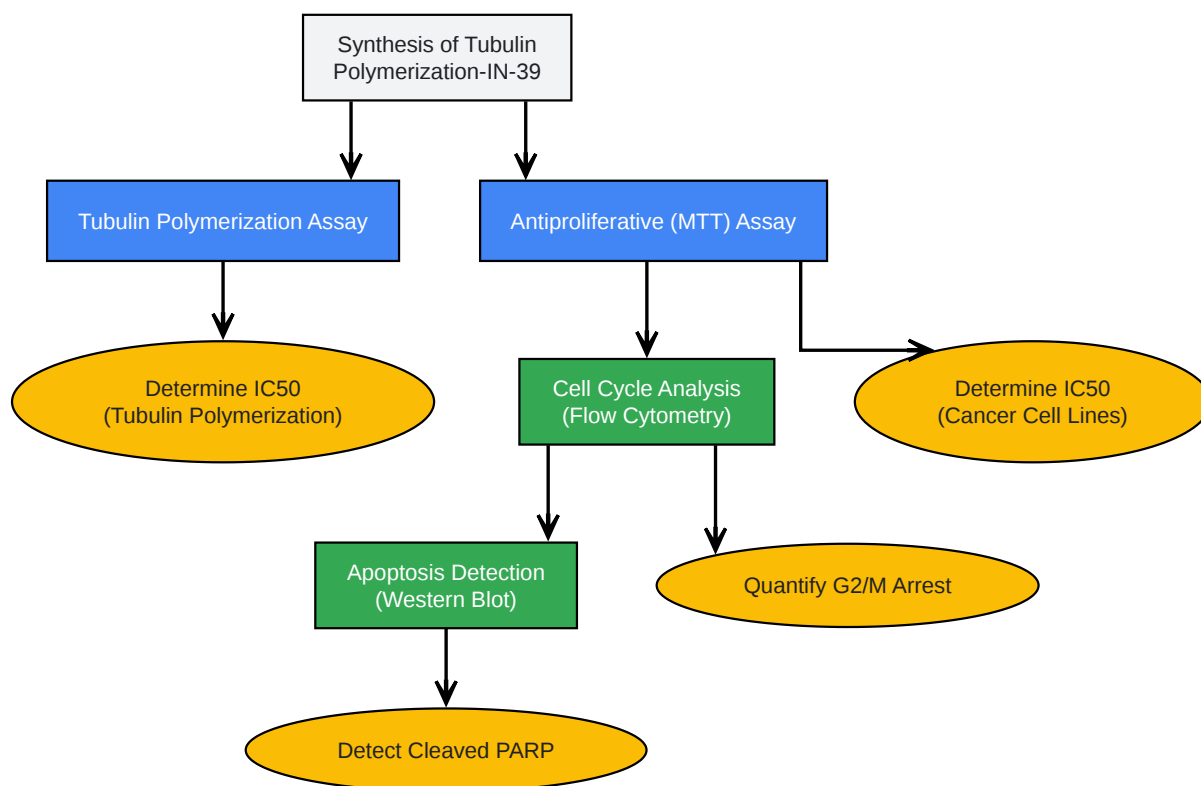 Synthesis of Tubulin
Polymerization-IN-39
Tubulin Polymerization Assay
Antiproliferative (MTT) Assay
Determine IC50
(Tubulin Polymerization)
Cell Cycle Analysis
(Flow Cytometry)
Determine IC50
(Cancer Cell Lines)
Apoptosis Detection
(Western Blot)
Quantify G2/M Arrest
Detect Cleaved PARP